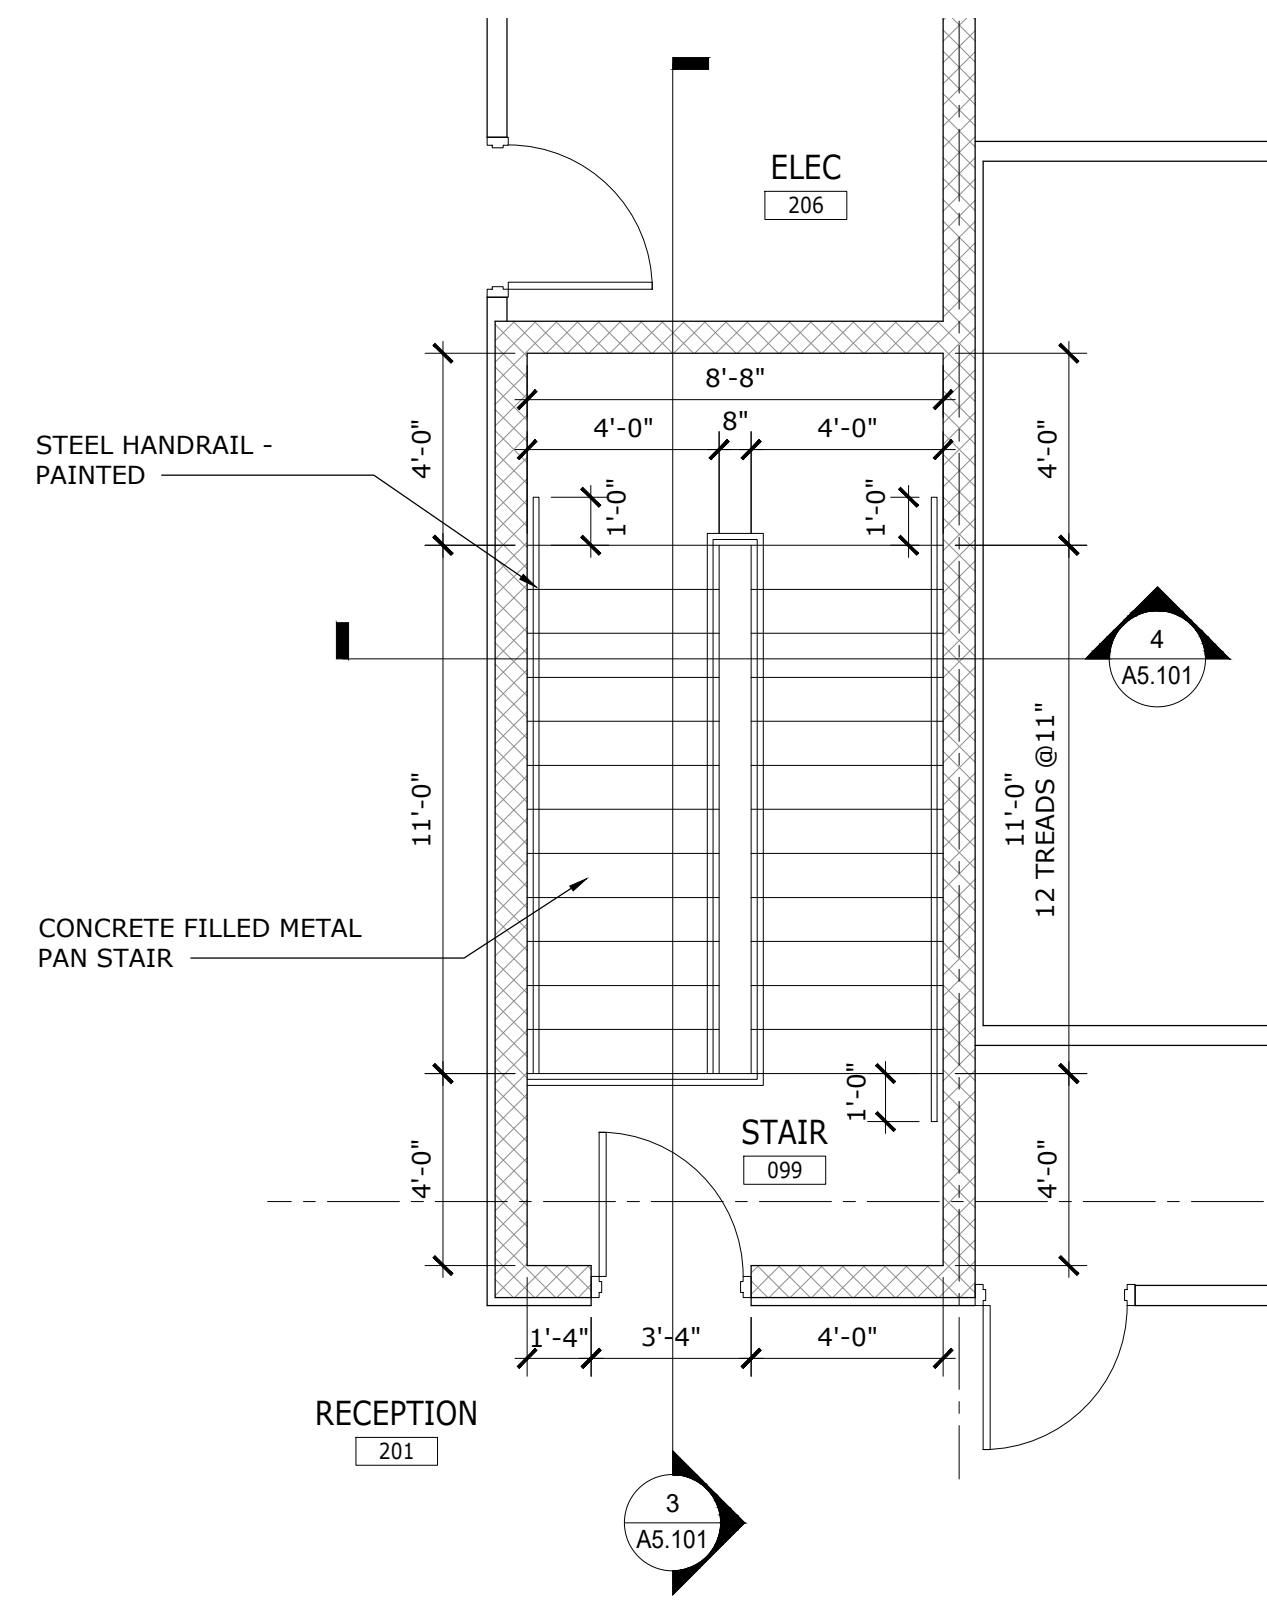 ELEC
206
8'-8"
4'-0"
8"
4'-0"
4'-0"
4'-0"
STEEL HANDRAIL -
PAINTED
1'-0"
1'-0"
4
A5.101
11'-0"
11'-0"
12 TREADS @11"
CONCRETE FILLED METAL
PAN STAIR
1'-0"
STAIR
099
4'-0"
4'-0"
1'-4"
3'-4"
4'-0"
RECEPTION
201
3
A5.101